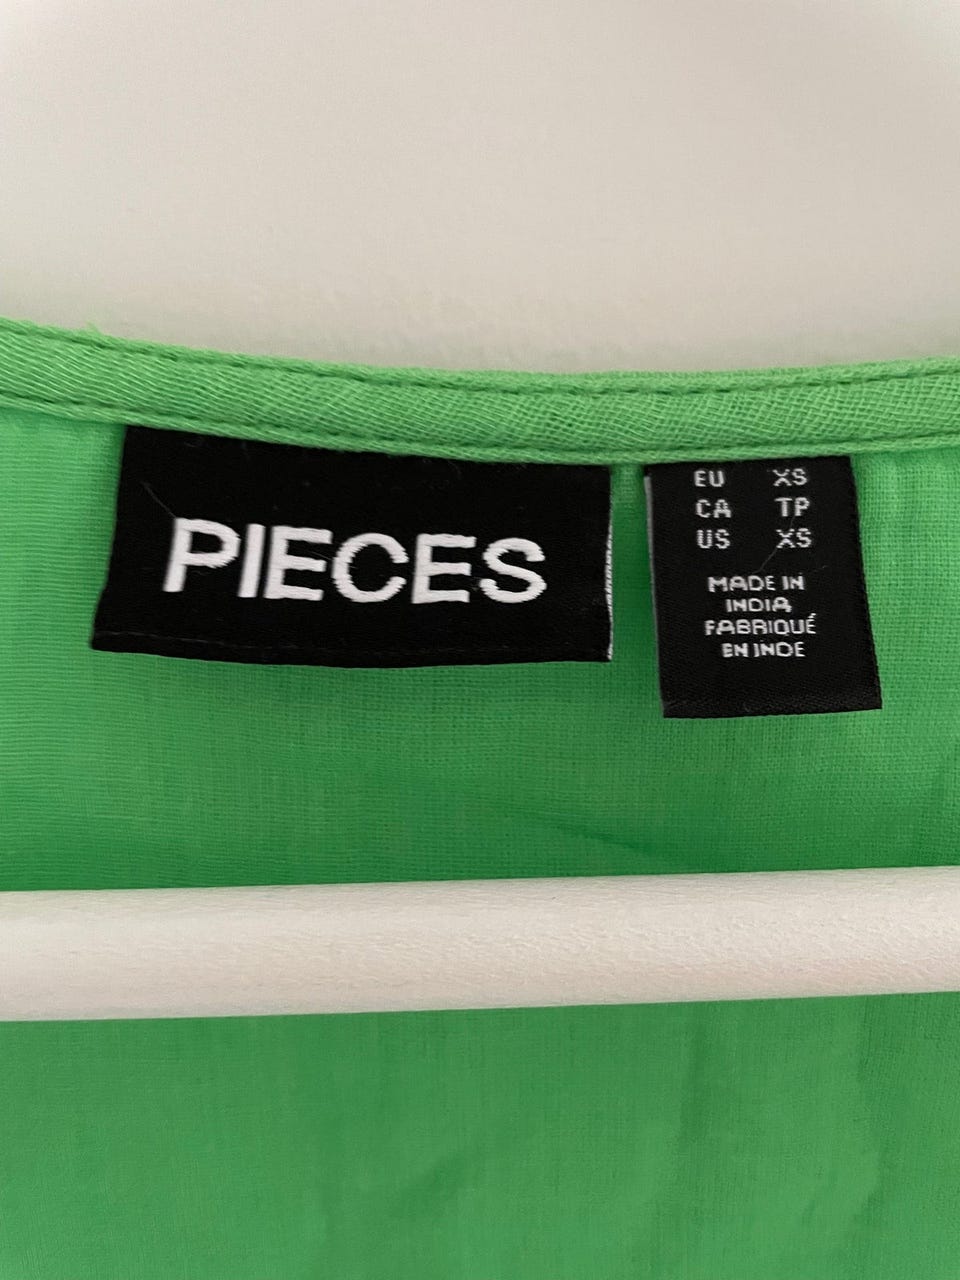 PIECES
EU XS
CA TP
US XS
MADE IN
INDIA
FABRIQUÉ
EN INDE